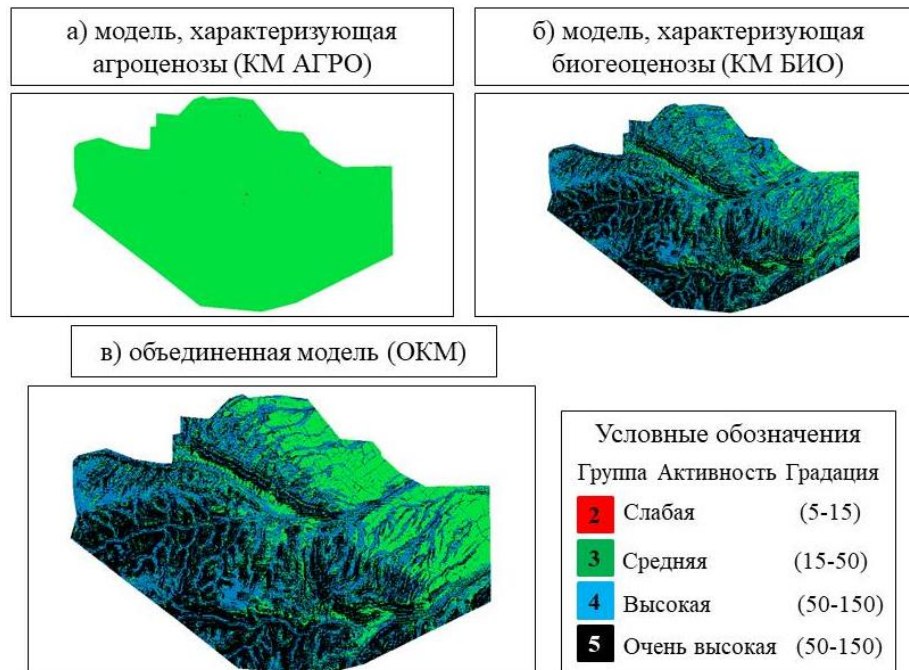 а) модель, характеризующая
агроценозы (КМ АГРО)
б) модель, характеризующая
биогеоценозы (КМ БИО)
в) объединенная модель (ОКМ)
Условные обозначения
Группа Активность Градация
2 Слабая (5-15)
3 Средняя (15-50)
4 Высокая (50-150)
5 Очень высокая (50-150)